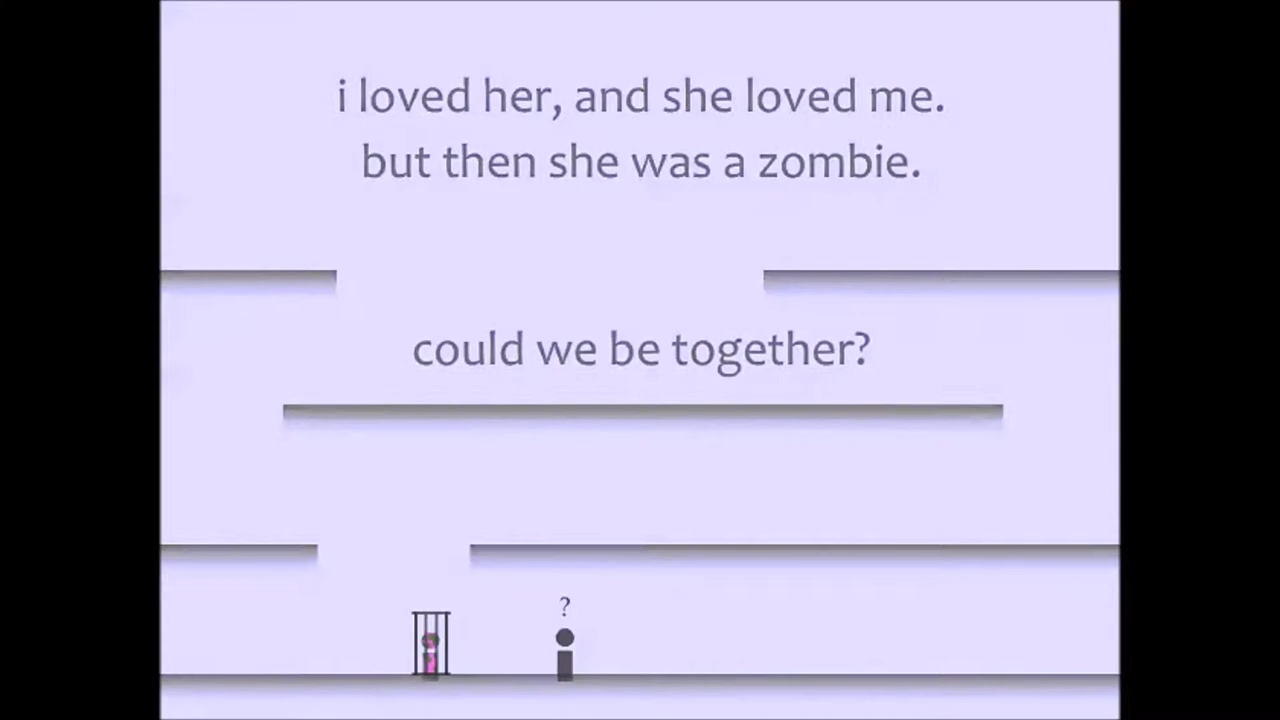 i loved her, and she loved me.
but then she was a zombie.
could we be together?
?